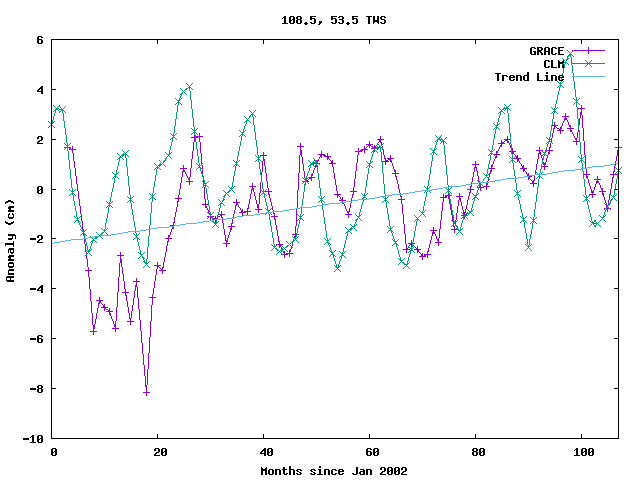 108.5, 53.5 TWS
GRACE
CLM
Trend Line
6
4
2
0
-2
-4
-6
-8
-10
Anomaly (cm)
0 20 40 60 80 100
Months since Jan 2002